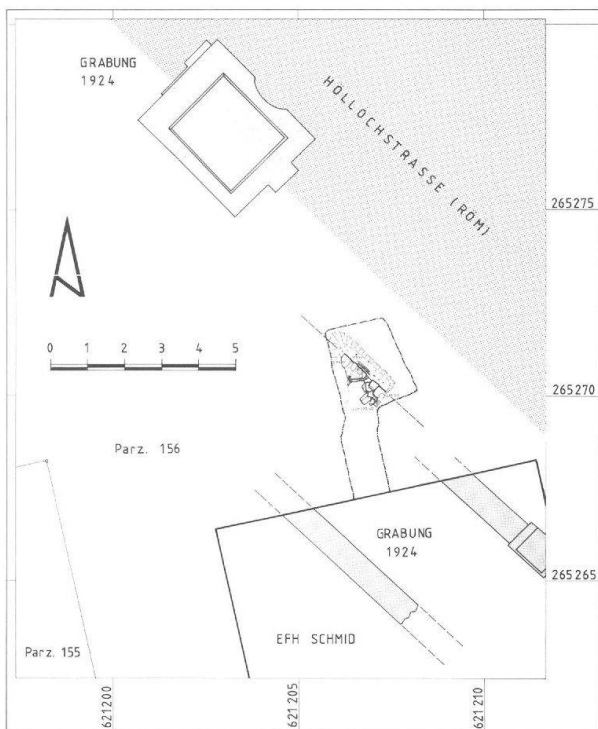 GRABUNG
1924
HOLLOCHSTRASSE (RÖM)
265275
0 1 2 3 4 5
265270
Parz. 156
GRABUNG
1924
265265
EFH SCHMID
Parz. 155
621200
621205
621210